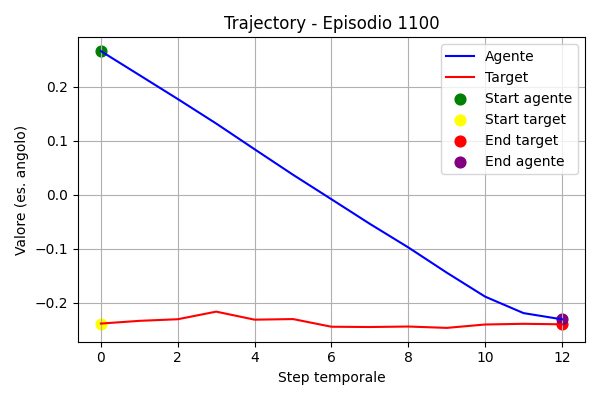 Trajectory - Episodio 1100
Agente
Target
Start agente
Start target
End target
End agente
Valore (es. angolo)
0.2
0.1
0.0
−0.1
−0.2
0 2 4 6 8 10 12
Step temporale